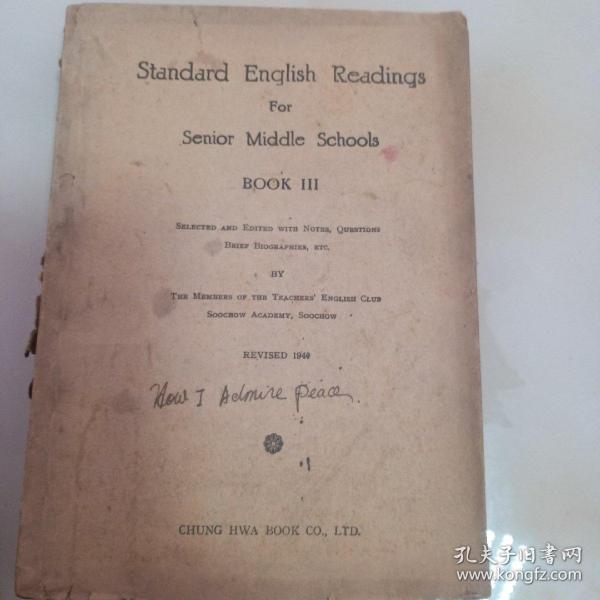 Standard English Readings
For
Senior Middle Schools
BOOK III
SELECTED AND EDITED WITH NOTES, QUESTIONS
BRIEF BIOGRAPHIES, ETC.
BY
THE MEMBERS OF THE TEACHERS' ENGLISH CLUB
SOOCHOW ACADEMY, SOOCHOW
REVISED 1940
How I Admire Peace.
CHUNG HWA BOOK CO., LTD.
孔夫子旧书网
www.kongfz.com